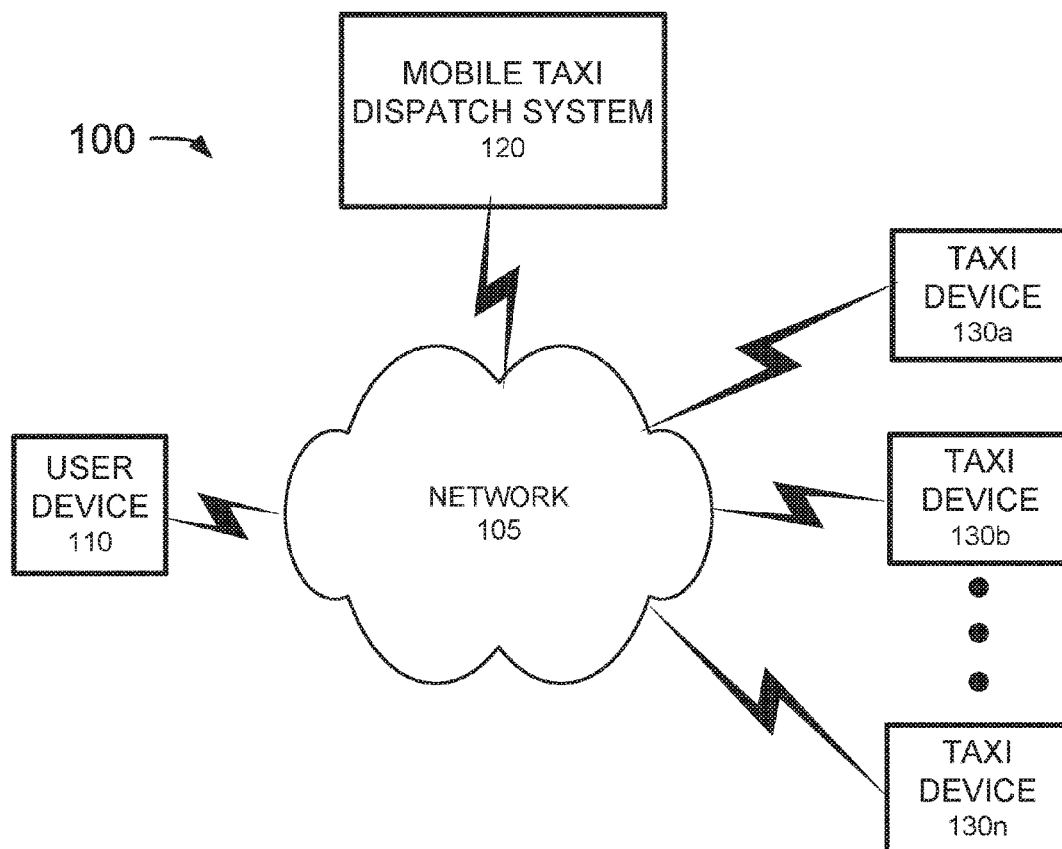 MOBILE TAXI
DISPATCH SYSTEM
120
100
TAXI
DEVICE
130a
USER
DEVICE
110
NETWORK
105
TAXI
DEVICE
130b
TAXI
DEVICE
130n